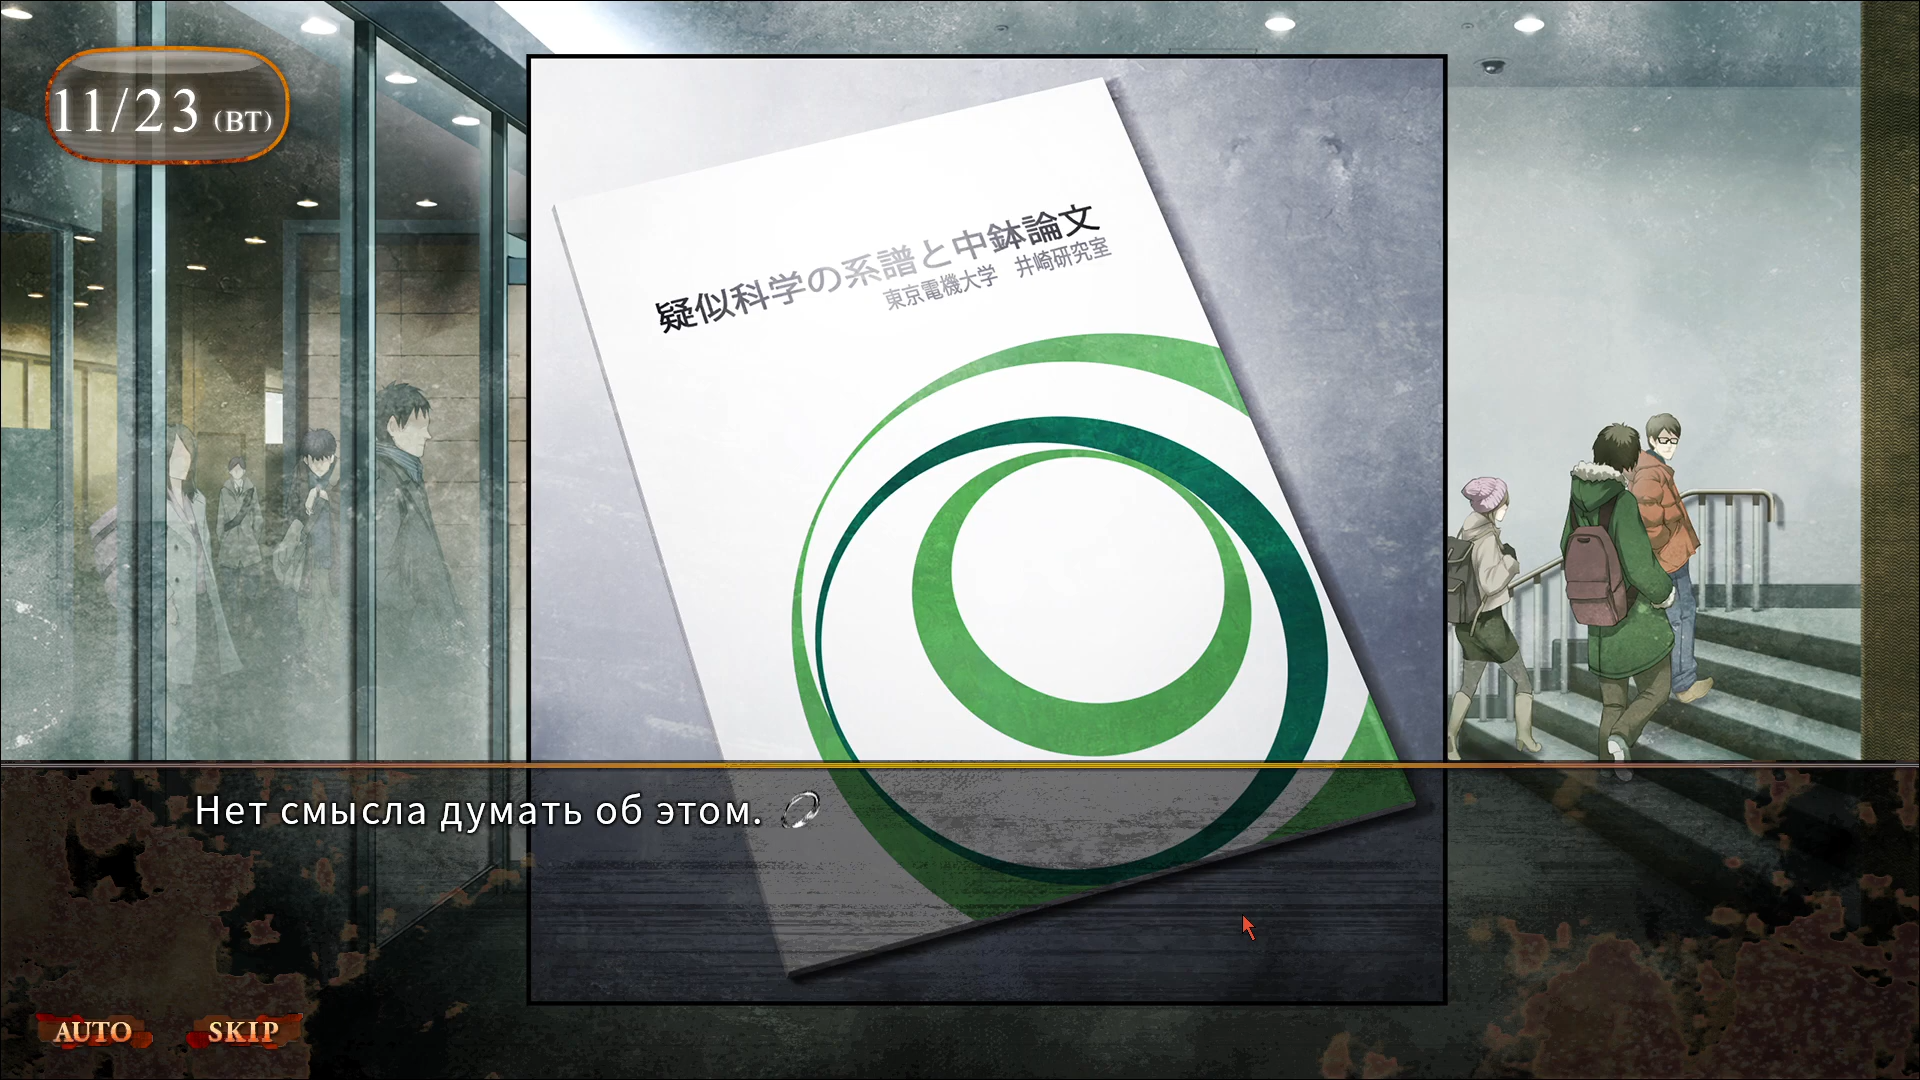 11/23 (ВТ)
疑似科学の系譜と中鉢論文
東京電機大学 井崎研究室
Нет смысла думать об этом.
AUTO
SKIP